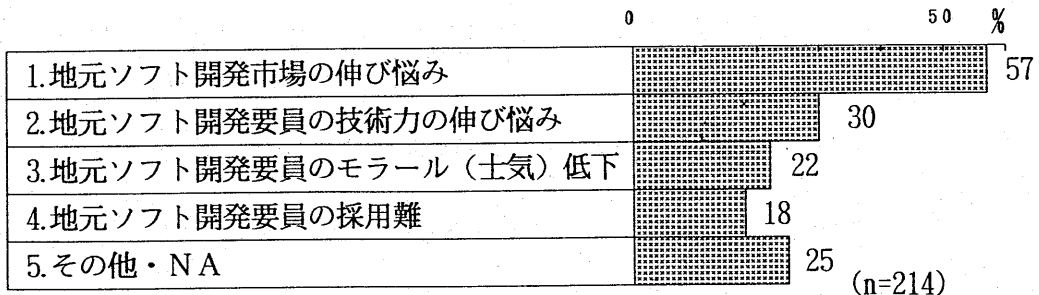 0 50 %
1.地元ソフト開発市場の伸び悩み 57
2.地元ソフト開発要員の技術力の伸び悩み 30
3.地元ソフト開発要員のモラール（士気）低下 22
4.地元ソフト開発要員の採用難 18
5.その他・ＮＡ 25
(n=214)